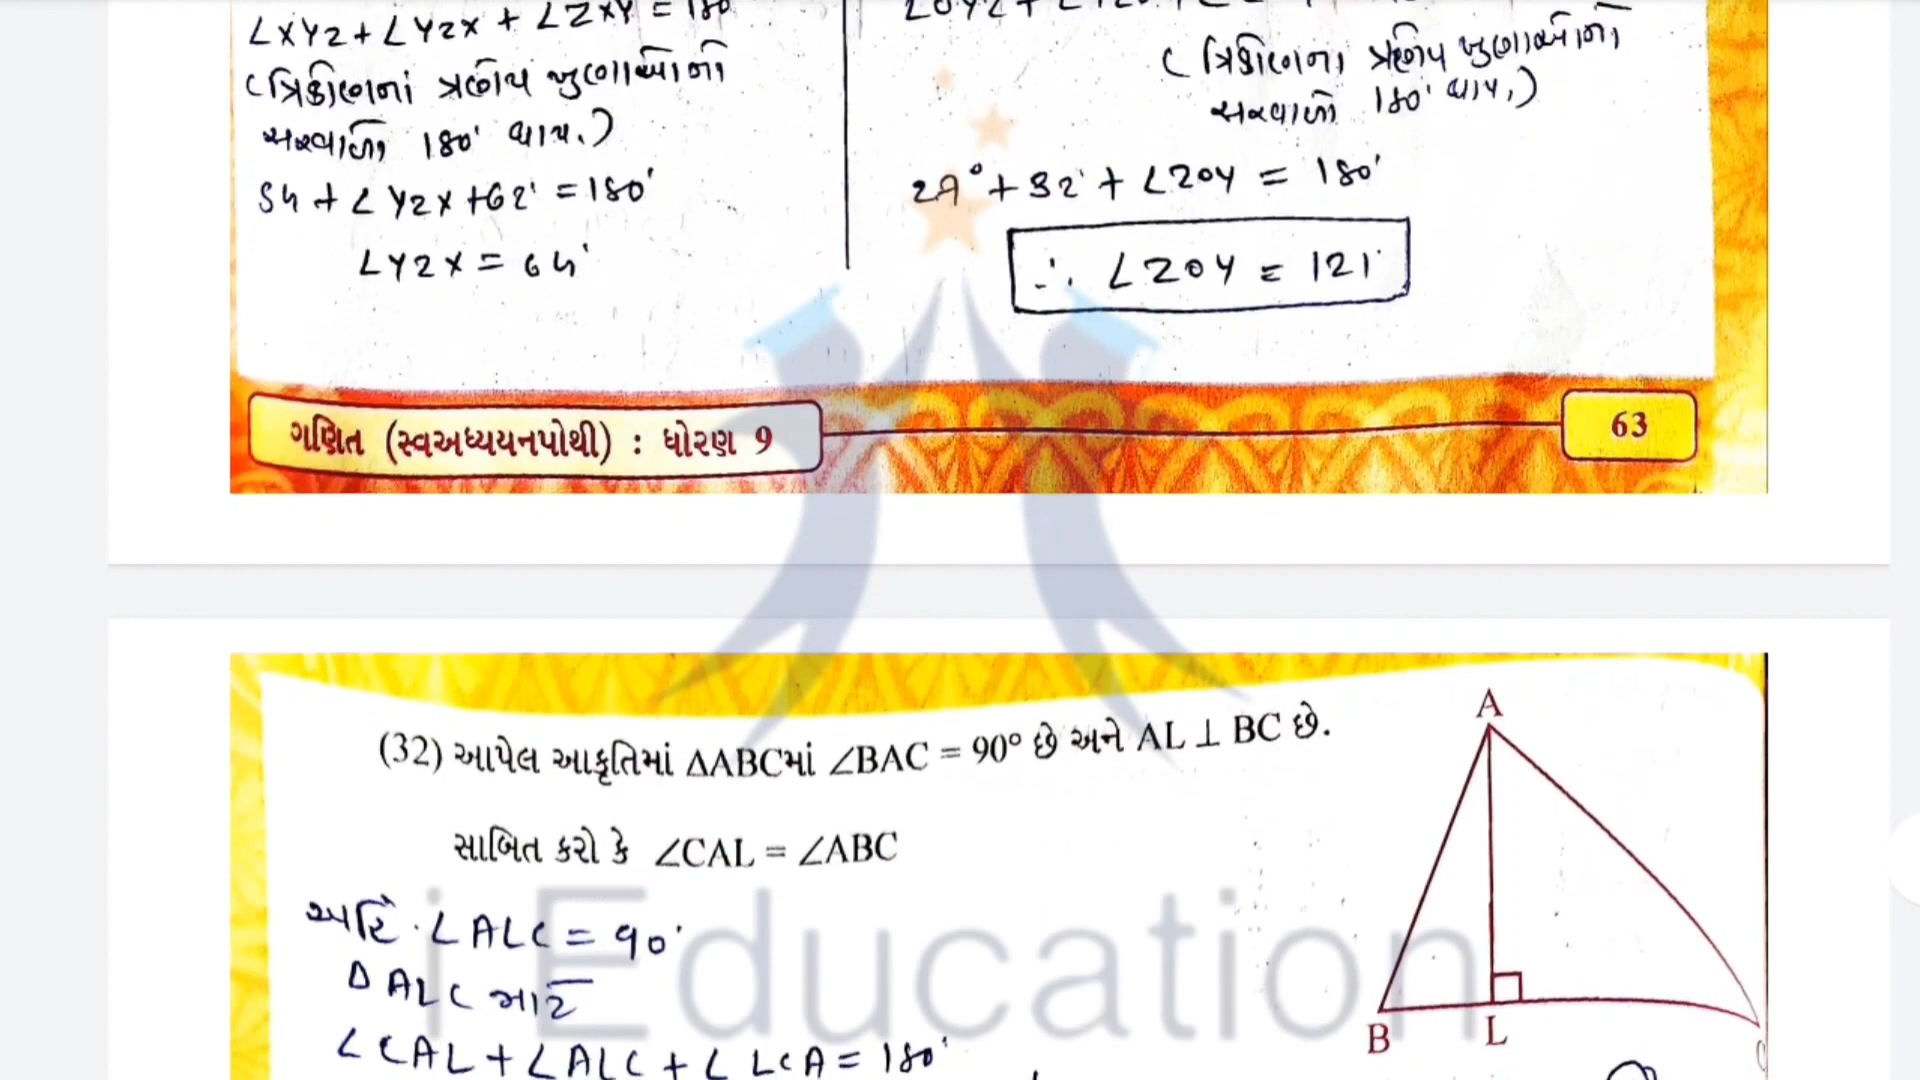 ∠XYZ + ∠YZX + ∠ZXY = 180
(ત્રિકોણનાં ત્રણેય ખુણાઓનો
સરવાળો 180° થાય.)
54 + ∠YZX + 62° = 180°
∠YZX = 64°
(ત્રિકોણના ત્રણેય ખુણાઓનો
સરવાળો 180° થાય.)
27° + 32° + ∠ZOY = 180°
∴ ∠ZOY = 121°
ગણિત (સ્વઅધ્યયનપોથી) : ધોરણ 9
63
(32) આપેલ આકૃતિમાં ΔABCમાં ∠BAC = 90° છે અને AL ⊥ BC છે.
સાબિત કરો કે ∠CAL = ∠ABC
અહિં ∠ALC = 90°
Δ ALC માટે
∠CAL + ∠ALC + ∠LCA = 180°
A
B
L
C
i Education